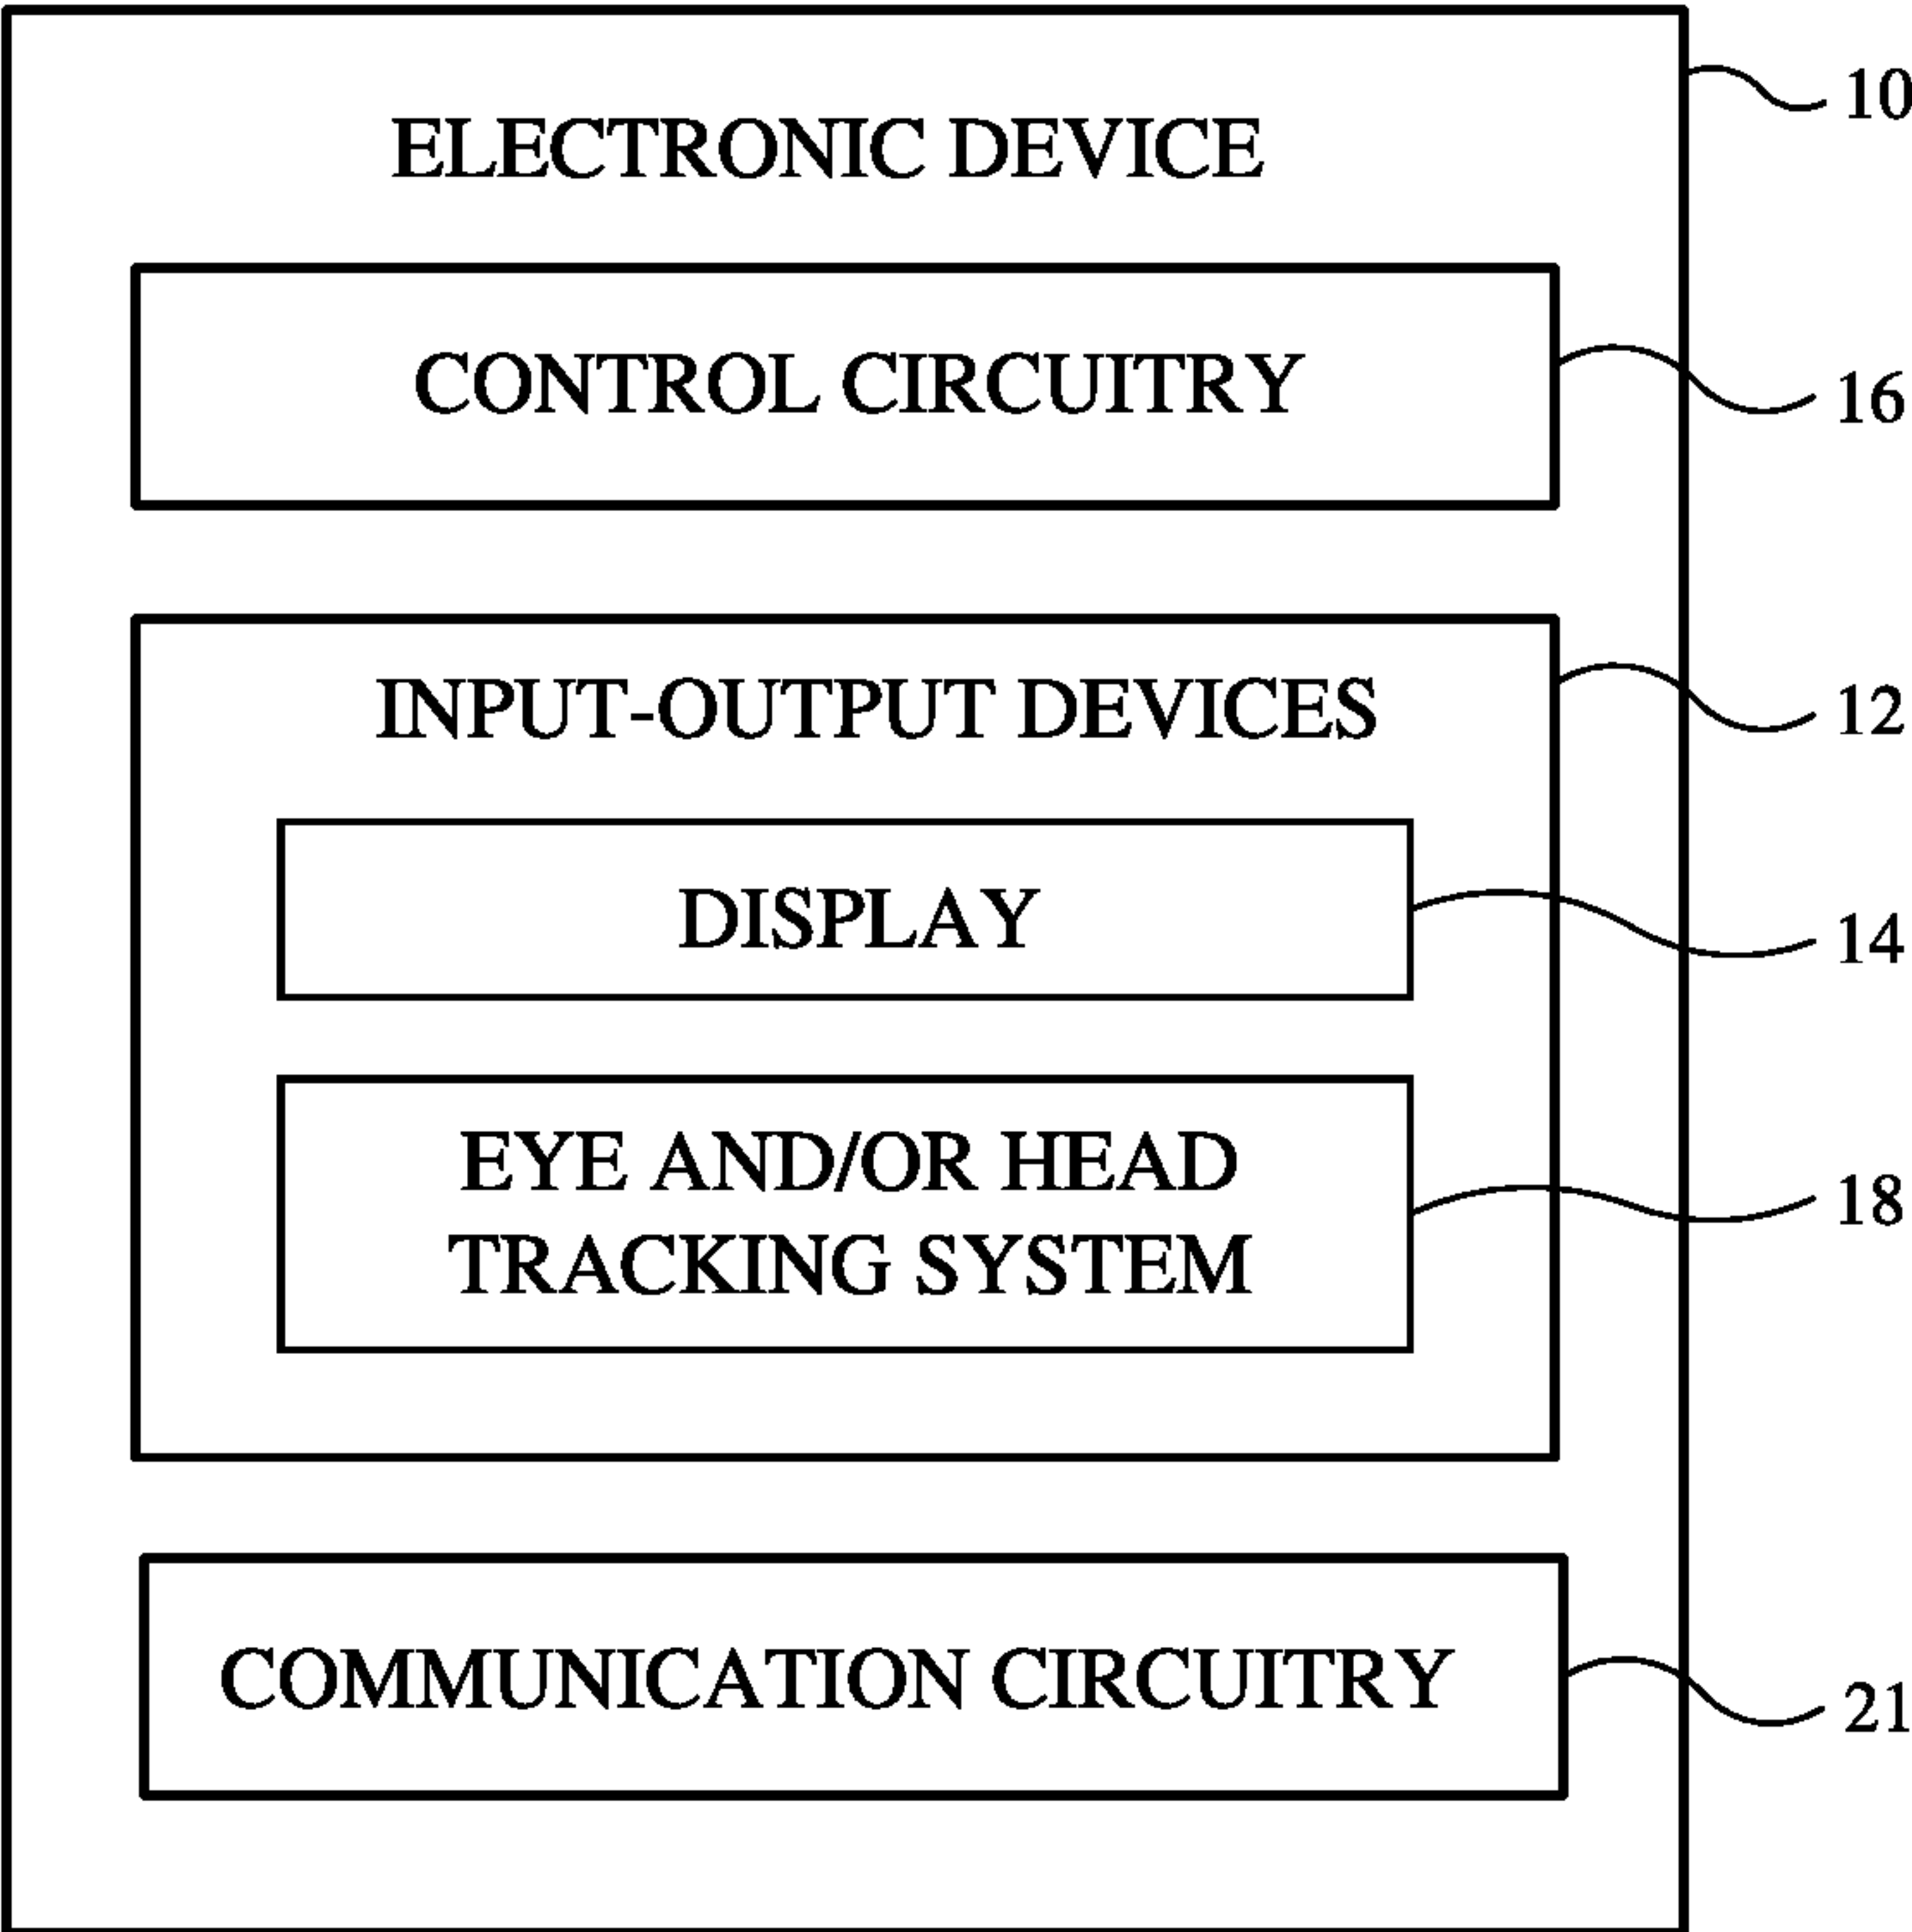 ELECTRONIC DEVICE
10
CONTROL CIRCUITRY
16
INPUT-OUTPUT DEVICES
12
DISPLAY
14
EYE AND/OR HEAD
TRACKING SYSTEM
18
COMMUNICATION CIRCUITRY
21